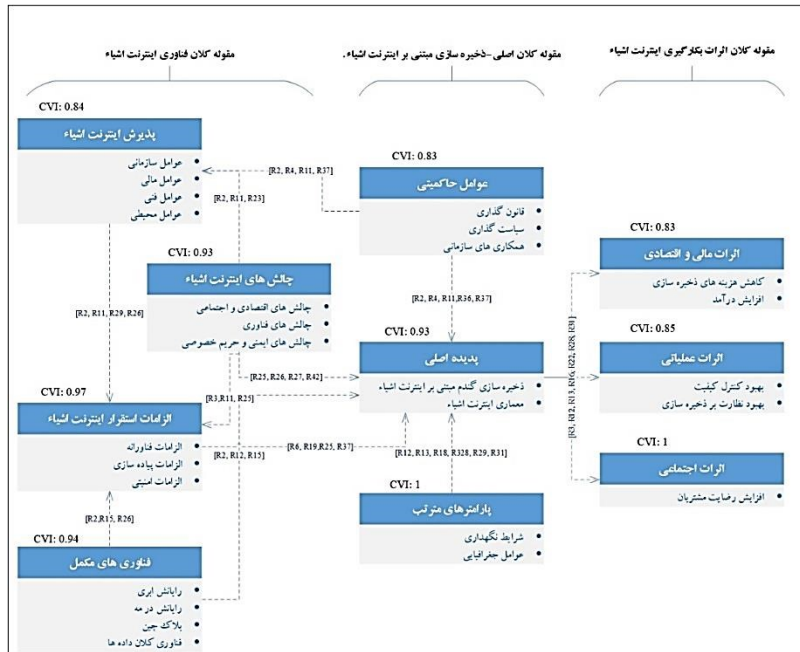 مقوله کلان اثرات بکارگیری اینترنت اشیاء
مقوله کلان اصلی-ذخیره سازی مبتنی بر اینترنت اشیاء.
مقوله کلان فناوری اینترنت اشیاء
CVI: 0.84
پذیرش اینترنت اشیاء
عوامل سازمانی
عوامل مالی
عوامل فنی
عوامل محیطی
[R2, R4, R11, R37]
[R2, R11, R23]
CVI: 0.83
عوامل حاکمیتی
قانون گذاری
سیاست گذاری
همکاری های سازمانی
CVI: 0.93
چالش های اینترنت اشیاء
چالش های اقتصادی و اجتماعی
چالش های فناوری
چالش های ایمنی و حریم خصوصی
[R2, R11, R29, R26]
[R2, R4, R11,R36, R37]
CVI: 0.93
پدیده اصلی
ذخیره سازی گندم مبتنی بر اینترنت اشیاء
معماری اینترنت اشیاء
[R25, R26, R27, R42]
[R3,R11, R25]
CVI: 0.97
الزامات استقرار اینترنت اشیاء
الزامات فناورانه
الزامات پیاده سازی
الزامات امنیتی
[R6, R19,R25, R37]
[R2, R12, R15]
[R12, R13, R18, R328, R29, R31]
[R2,R15, R26]
CVI: 0.94
فناوری های مکمل
رایانش ابری
رایانش در مه
بلاک چین
فناوری کلان داده ها
CVI: 1
پارامترهای مترتب
شرایط نگهداری
عوامل جغرافیایی
[R3, R12, R13, R16, R22, R28, R31]
CVI: 0.83
اثرات مالی و اقتصادی
کاهش هزینه های ذخیره سازی
افزایش درآمد
CVI: 0.85
اثرات عملیاتی
بهبود کنترل کیفیت
بهبود نظارت بر ذخیره سازی
CVI: 1
اثرات اجتماعی
افزایش رضایت مشتریان